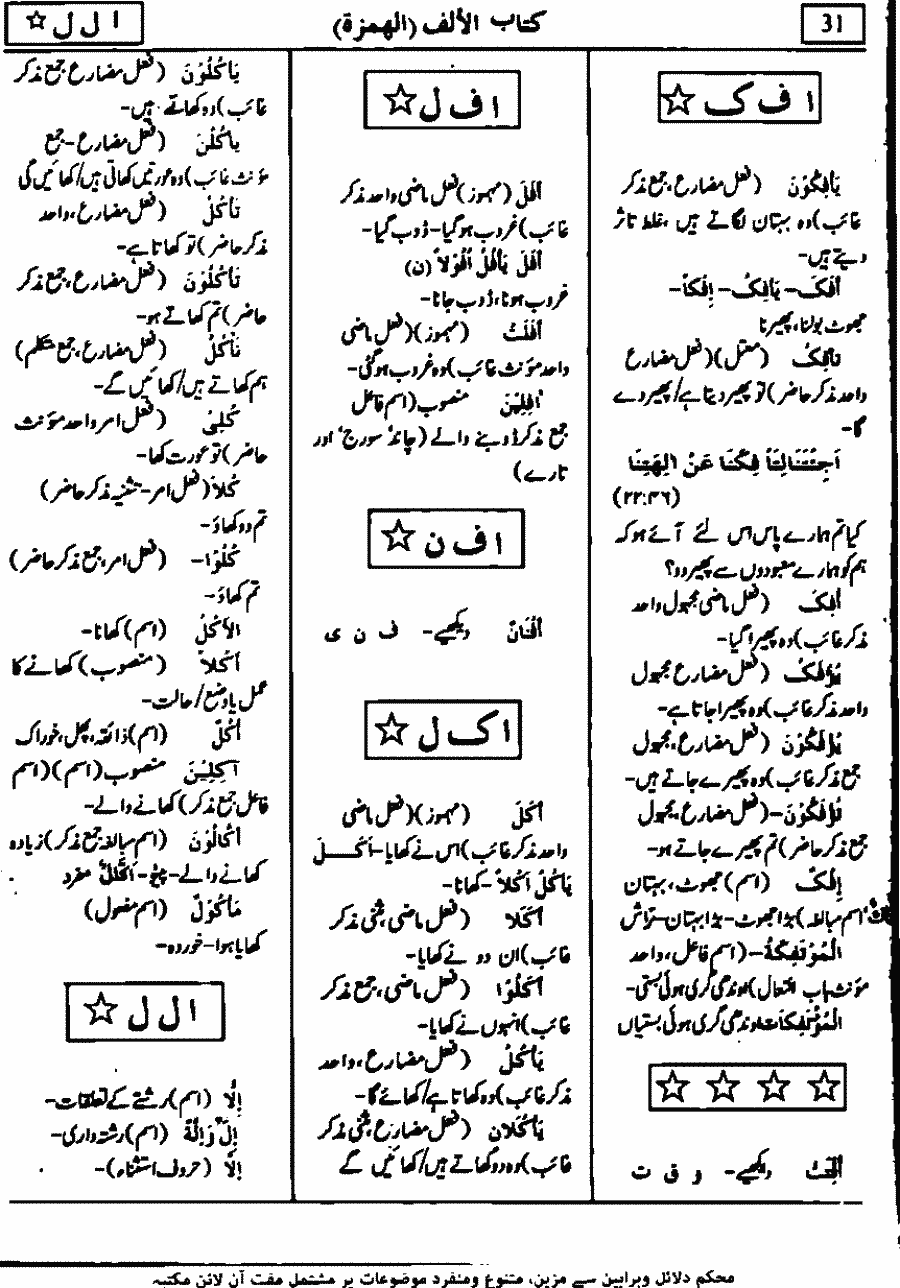 31
کتاب الألف (الهمزة)
ا ل ل ☆
ا ف ک ☆
یَأْفِکُوْنَ (فعل مضارع، جمع مذکر
غائب) وہ بہتان لگاتے ہیں، غلط تاثر
دیتے ہیں-
أَفَکَ- یَأْفِکُ- إِفْکاً-
جھوٹ بولنا، پھیرنا
تَأْفِکُ (معتل) (فعل مضارع
واحد مذکر حاضر) تو پھیر دیتا ہے/ پھیر دے
گا-
اَجِئْتَنَا لِتَأْفِکَنَا عَنْ اٰلِهَتِنَا
(۲۲:۴۶)
کیا تم ہمارے پاس اس لئے آئے ہو کہ
ہم کو ہمارے معبودوں سے پھیر دو؟
أُفِکَ (فعل ماضی مجہول واحد
مذکر غائب) وہ پھیرا گیا-
یُؤْفَکُ (فعل مضارع مجہول
واحد مذکر غائب) وہ پھیرا جاتا ہے-
یُؤْفَکُوْنَ (فعل مضارع، مجہول
جمع مذکر غائب) وہ پھیرے جاتے ہیں-
تُؤْفَکُوْنَ- (فعل مضارع، مجہول
جمع مذکر حاضر) تم پھیرے جاتے ہو-
إِفْکٌ (اسم) جھوٹ، بہتان
اسم مبالغہ) بڑا جھوٹ- بڑا بہتان- تراش
الْمُؤْتَفِکَةُ- (اسم فاعل، واحد
مؤنث باب افتعال) اوندھی گری ہوئی بستی-
الْمُؤْتَفِکَات اوندھی گری ہوئی بستیاں
☆ ☆ ☆ ☆
دیکھیے- و ق ت
ا ف ل ☆
أَفَلَ (مہموز) فعل ماضی واحد مذکر
غائب) غروب ہوگیا- ڈوب گیا-
أَفَلَ یَأْفُلُ أُفُوْلاً (ن)
غروب ہونا، ڈوب جانا-
أَفَلَتْ (مہموز) (فعل ماضی
واحد مؤنث غائب) وہ غروب ہوگئی-
اٰفِلِیْنَ منصوب (اسم فاعل
جمع مذکر ڈوبنے والے (چاند' سورج' اور
تارے)
ا ف ن ☆
أَفْنَانٌ دیکھیے- ف ن ی
ا ک ل ☆
أَکَلَ (مہموز) (فعل ماضی
واحد مذکر غائب) اس نے کھایا- أَکَلَ
یَأْکُلُ أَکْلاً- کھانا-
أَکَلَا (فعل ماضی، ثنی مذکر
غائب) ان دو نے کھایا-
أَکَلُوْا (فعل ماضی، جمع مذکر
غائب) انہوں نے کھایا-
یَأْکُلُ (فعل مضارع، واحد
مذکر غائب) وہ کھاتا ہے/ کھائے گا-
یَأْکُلَانِ (فعل مضارع، ثنی مذکر
غائب) وہ دو کھاتے ہیں/ کھائیں گے
یَأْکُلُوْنَ (فعل مضارع جمع مذکر
غائب) وہ کھاتے ہیں-
یَأْکُلْنَ (فعل مضارع- جمع
مؤنث غائب) وہ عورتیں کھاتی ہیں/ کھائیں گی
تَأْکُلُ (فعل مضارع، واحد
مذکر حاضر) تو کھاتا ہے-
تَأْکُلُوْنَ (فعل مضارع، جمع مذکر
حاضر) تم کھاتے ہو-
نَأْکُلُ (فعل مضارع، جمع متکلم)
ہم کھاتے ہیں/ کھائیں گے-
کُلِیْ (فعل امر واحد مؤنث
حاضر) تو عورت کھا-
کُلاَ (فعل امر- تثنیہ مذکر حاضر)
تم دو کھاؤ-
کُلُوْا- (فعل امر، جمع مذکر حاضر)
تم کھاؤ-
الأَکْلُ (اسم) کھانا-
أَکْلاً (منصوب) کھانے کا
عمل یا وضع/ حالت-
أُکُلٌ (اسم) ذائقہ، پھل، خوراک
آکِلِیْنَ منصوب (اسم) (اسم
فاعل جمع مذکر) کھانے والے-
أَکَّالُوْنَ (اسم مبالغہ جمع مذکر) زیادہ
کھانے والے- پیٹو- اَکَّالٌ مفرد
مَأْکُوْلٌ (اسم مفعول)
کھایا ہوا- خوردہ-
ا ل ل ☆
إِلًّا (اسم) رشتے کے تعلقات-
إِلٌّ وَإِلَّةٌ (اسم) رشتہ داری-
إِلَّا (حروف استثناء)-
محکم دلائل وبراہین سے مزین، متنوع ومنفرد موضوعات پر مشتمل مفت آن لائن مکتبہ